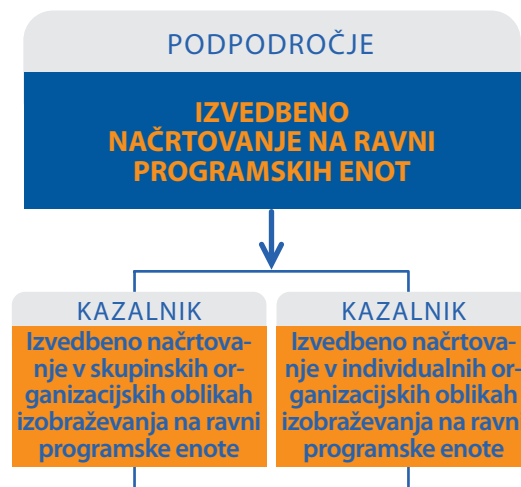 PODPODROČJE
IZVEDBENO
NAČRTOVANJE NA RAVNI
PROGRAMSKIH ENOT
KAZALNIK
Izvedbeno načrtova-
nje v skupinskih or-
ganizacijskih oblikah
izobraževanja na ravni
programske enote
KAZALNIK
Izvedbeno načrtova-
nje v individualnih or-
ganizacijskih oblikah
izobraževanja na ravni
programske enote